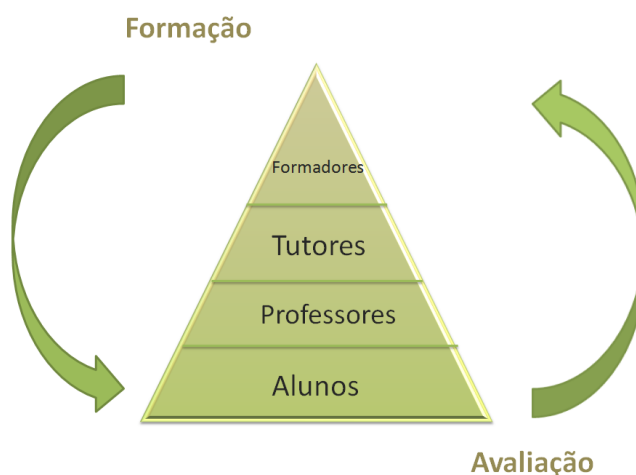 Formação
Formadores
Tutores
Professores
Alunos
Avaliação